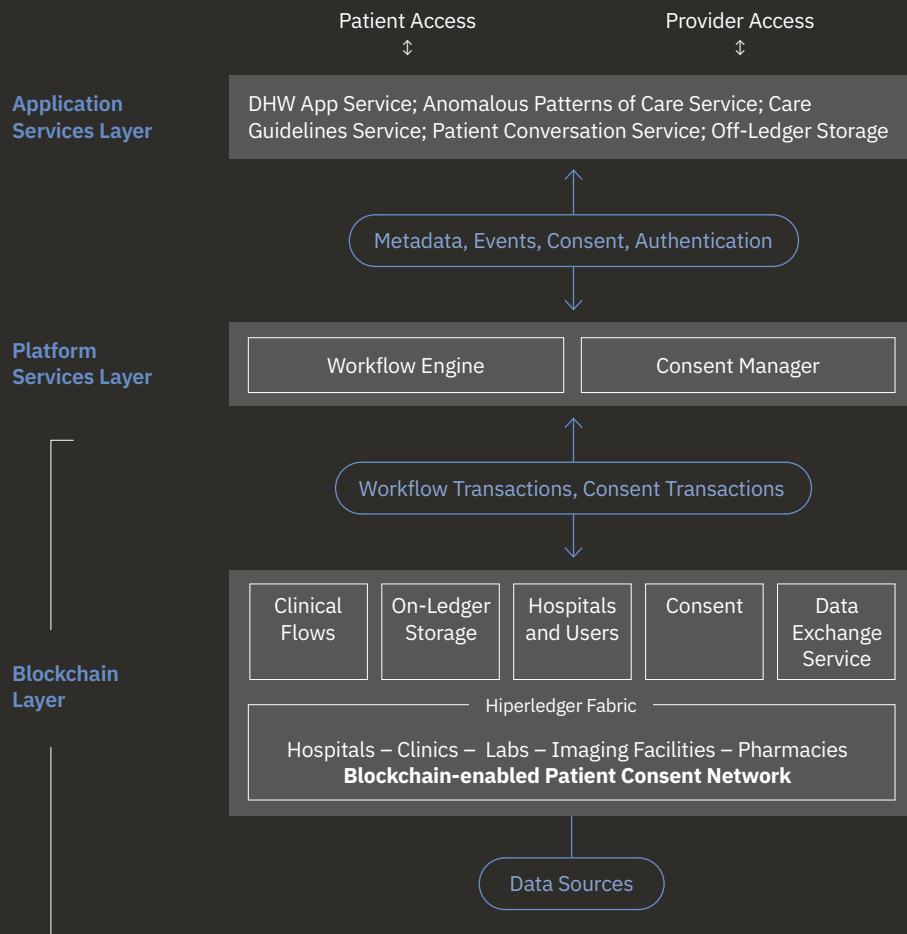 Patient Access
Provider Access
Application
Services Layer
DHW App Service; Anomalous Patterns of Care Service; Care
Guidelines Service; Patient Conversation Service; Off-Ledger Storage
Metadata, Events, Consent, Authentication
Platform
Services Layer
Workflow Engine
Consent Manager
Workflow Transactions, Consent Transactions
Blockchain
Layer
Clinical
Flows
On-Ledger
Storage
Hospitals
and Users
Consent
Data
Exchange
Service
Hiperledger Fabric
Hospitals – Clinics – Labs – Imaging Facilities – Pharmacies
Blockchain-enabled Patient Consent Network
Data Sources